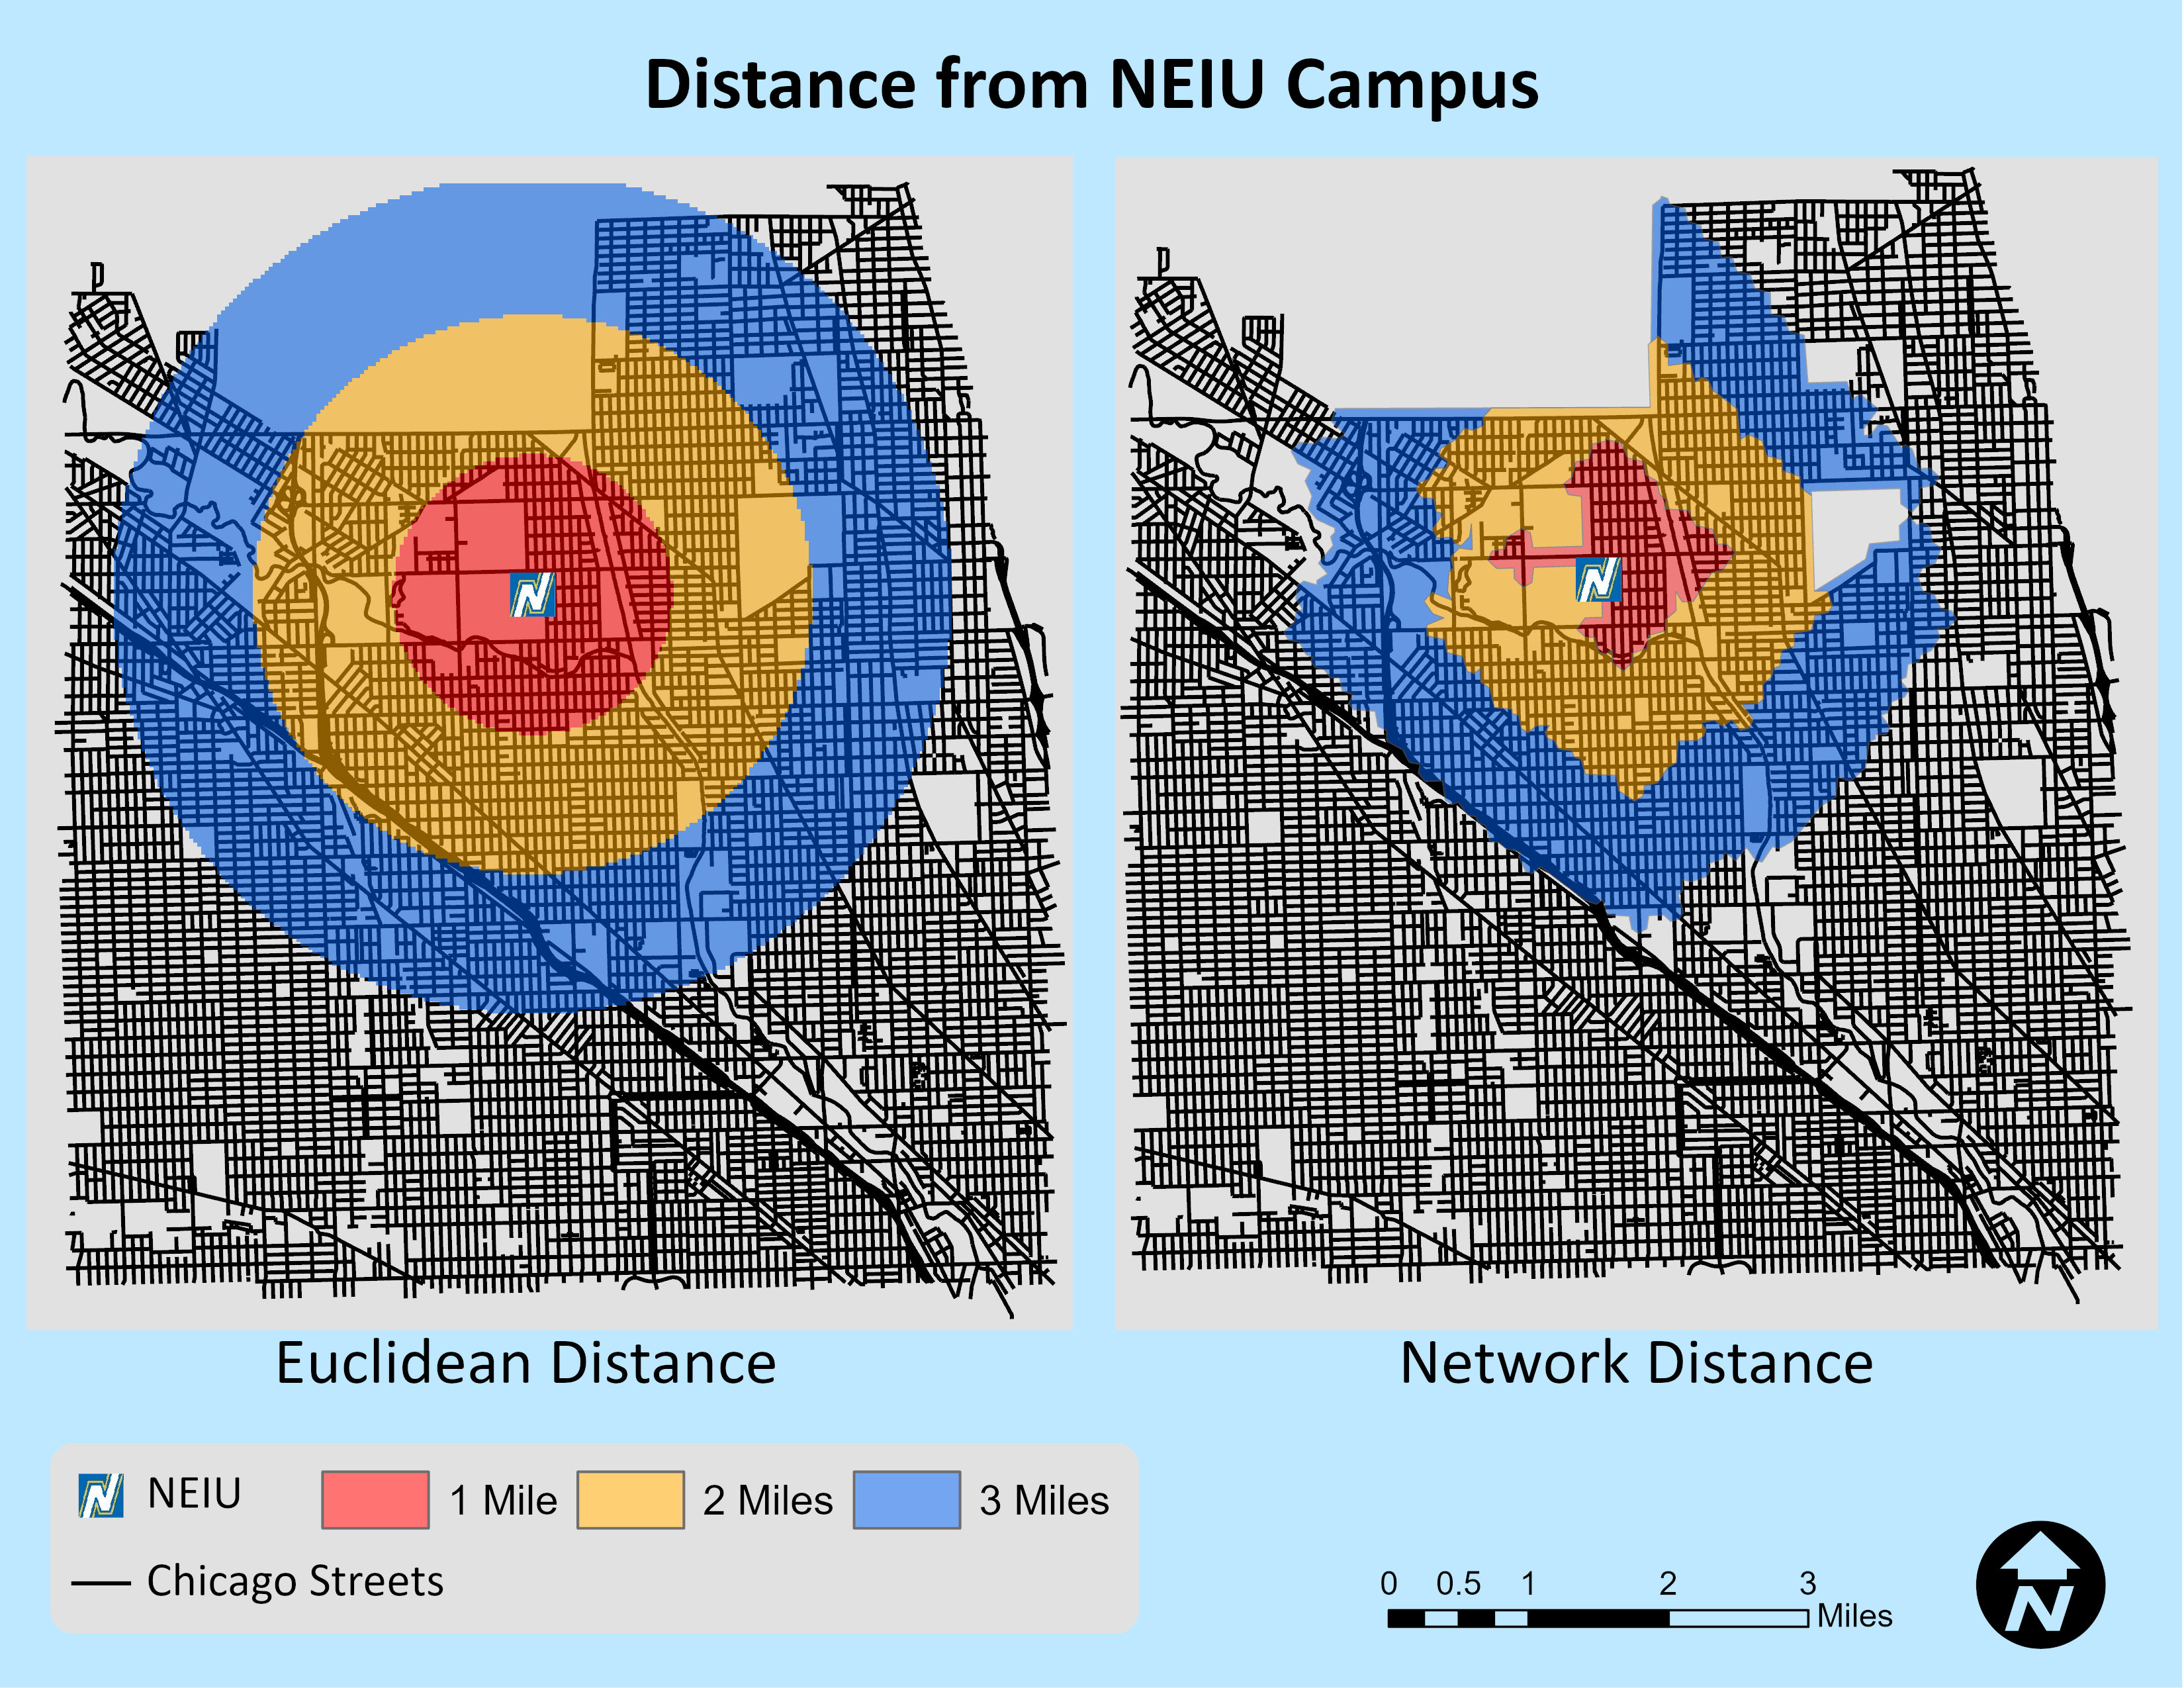 Distance from NEIU Campus
Euclidean Distance
Network Distance
NEIU
1 Mile
2 Miles
3 Miles
Chicago Streets
0 0.5 1 2 3
Miles
N